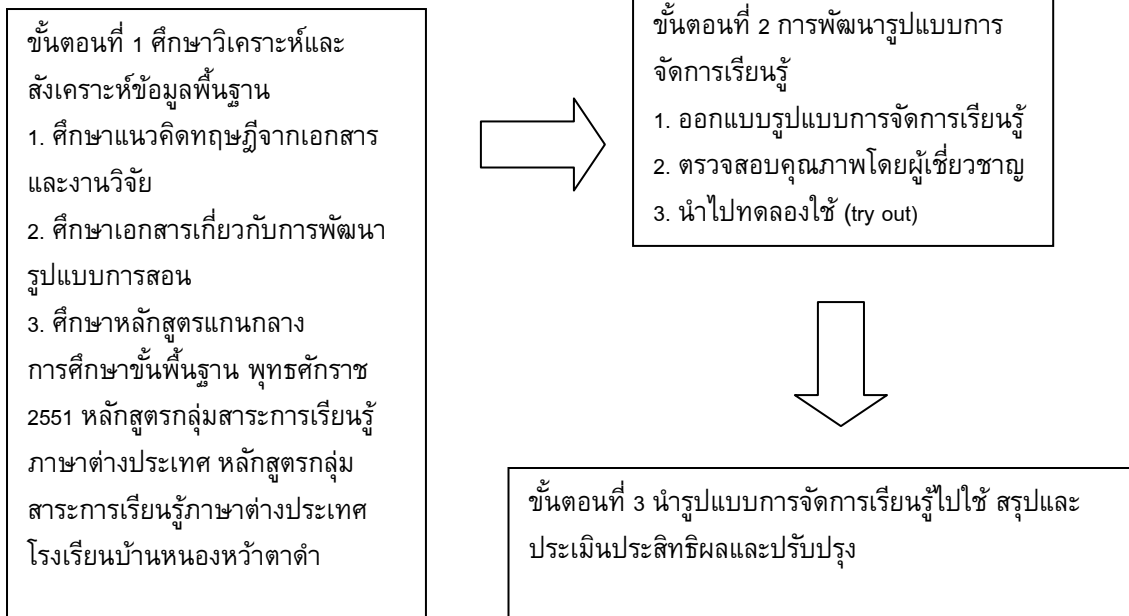 ขั้นตอนที่ 1 ศึกษาวิเคราะห์และ
สังเคราะห์ข้อมูลพื้นฐาน
1. ศึกษาแนวคิดทฤษฎีจากเอกสาร
และงานวิจัย
2. ศึกษาเอกสารเกี่ยวกับการพัฒนา
รูปแบบการสอน
3. ศึกษาหลักสูตรแกนกลาง
การศึกษาขั้นพื้นฐาน พุทธศักราช
2551 หลักสูตรกลุ่มสาระการเรียนรู้
ภาษาต่างประเทศ หลักสูตรกลุ่ม
สาระการเรียนรู้ภาษาต่างประเทศ
โรงเรียนบ้านหนองหว้าตาดำ
ขั้นตอนที่ 2 การพัฒนารูปแบบการ
จัดการเรียนรู้
1. ออกแบบรูปแบบการจัดการเรียนรู้
2. ตรวจสอบคุณภาพโดยผู้เชี่ยวชาญ
3. นำไปทดลองใช้ (try out)
ขั้นตอนที่ 3 นำรูปแบบการจัดการเรียนรู้ไปใช้ สรุปและ
ประเมินประสิทธิผลและปรับปรุง